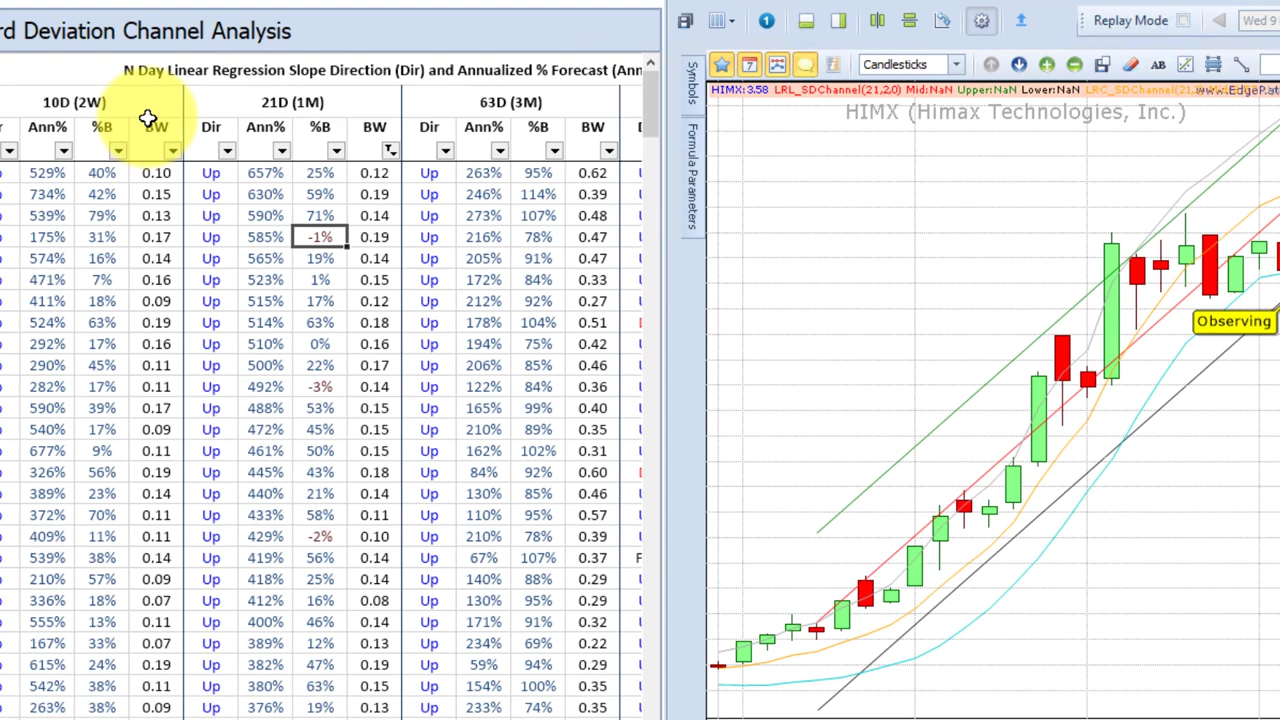 rd Deviation Channel Analysis
N Day Linear Regression Slope Direction (Dir) and Annualized % Forecast (Ann
10D (2W) 21D (1M) 63D (3M)
r Ann% %B BW Dir Ann% %B BW Dir Ann% %B BW
529% 40% 0.10 Up 657% 25% 0.12 Up 263% 95% 0.62
734% 42% 0.15 Up 630% 59% 0.19 Up 246% 114% 0.39
539% 79% 0.13 Up 590% 71% 0.14 Up 273% 107% 0.48
175% 31% 0.17 Up 585% -1% 0.19 Up 216% 78% 0.47
574% 16% 0.14 Up 565% 19% 0.14 Up 205% 91% 0.47
471% 7% 0.16 Up 523% 1% 0.15 Up 172% 84% 0.33
411% 18% 0.09 Up 515% 17% 0.12 Up 212% 92% 0.27
524% 63% 0.19 Up 514% 63% 0.18 Up 178% 104% 0.51
292% 17% 0.16 Up 510% 0% 0.16 Up 194% 75% 0.42
290% 45% 0.11 Up 500% 22% 0.17 Up 206% 85% 0.46
282% 17% 0.11 Up 492% -3% 0.14 Up 122% 84% 0.36
590% 39% 0.17 Up 488% 53% 0.15 Up 165% 99% 0.40
540% 17% 0.09 Up 472% 45% 0.15 Up 210% 89% 0.35
677% 9% 0.11 Up 461% 50% 0.15 Up 162% 102% 0.31
326% 56% 0.19 Up 445% 43% 0.18 Up 84% 92% 0.60
389% 23% 0.14 Up 440% 21% 0.14 Up 130% 85% 0.46
372% 70% 0.11 Up 433% 58% 0.11 Up 110% 95% 0.57
409% 11% 0.11 Up 429% -2% 0.10 Up 210% 78% 0.39
539% 38% 0.14 Up 419% 56% 0.14 Up 67% 107% 0.37
210% 57% 0.09 Up 418% 25% 0.14 Up 140% 88% 0.29
336% 18% 0.07 Up 412% 16% 0.08 Up 130% 95% 0.29
555% 13% 0.11 Up 400% 46% 0.14 Up 171% 91% 0.32
167% 33% 0.07 Up 389% 12% 0.13 Up 234% 69% 0.22
615% 24% 0.19 Up 382% 47% 0.19 Up 59% 94% 0.29
542% 38% 0.11 Up 380% 63% 0.15 Up 154% 100% 0.35
263% 38% 0.09 Up 376% 19% 0.13 Up 233% 74% 0.35
1 Replay Mode Wed 9
Symbols
Formula Parameters
7 Candlesticks AB
HIMX:3.58 LRL_SDChannel(21,2,0) Mid:NaN Upper:NaN Lower:NaN LRC_SDChannel(21,
HIMX (Himax Technologies, Inc.)
Observing